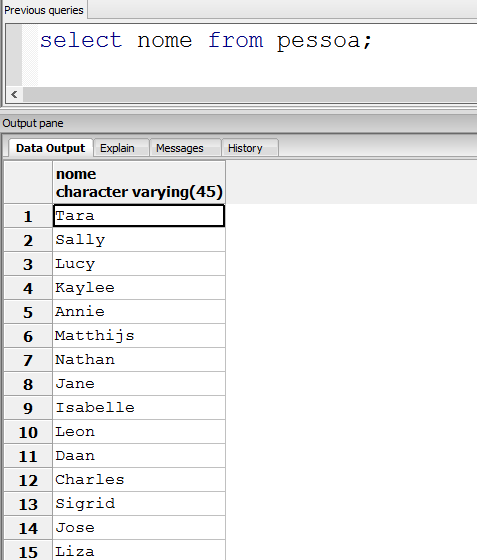 Previous queries
select nome from pessoa;
Output pane
Data Output Explain Messages History
nome
character varying(45)
1 Tara
2 Sally
3 Lucy
4 Kaylee
5 Annie
6 Matthijs
7 Nathan
8 Jane
9 Isabelle
10 Leon
11 Daan
12 Charles
13 Sigrid
14 Jose
15 Liza